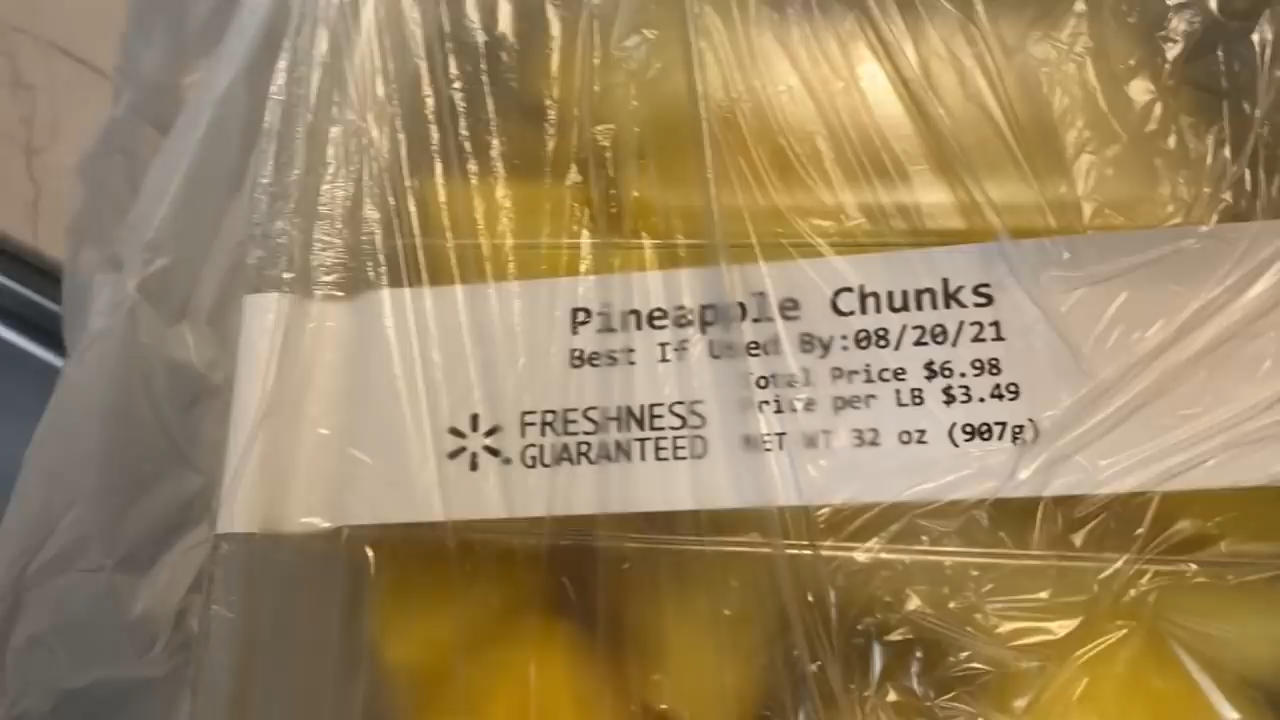 Pineapple Chunks
Best If Used By:08/20/21
Total Price $6.98
Price per LB $3.49
FRESHNESS
GUARANTEED
NET WT 32 oz (907g)